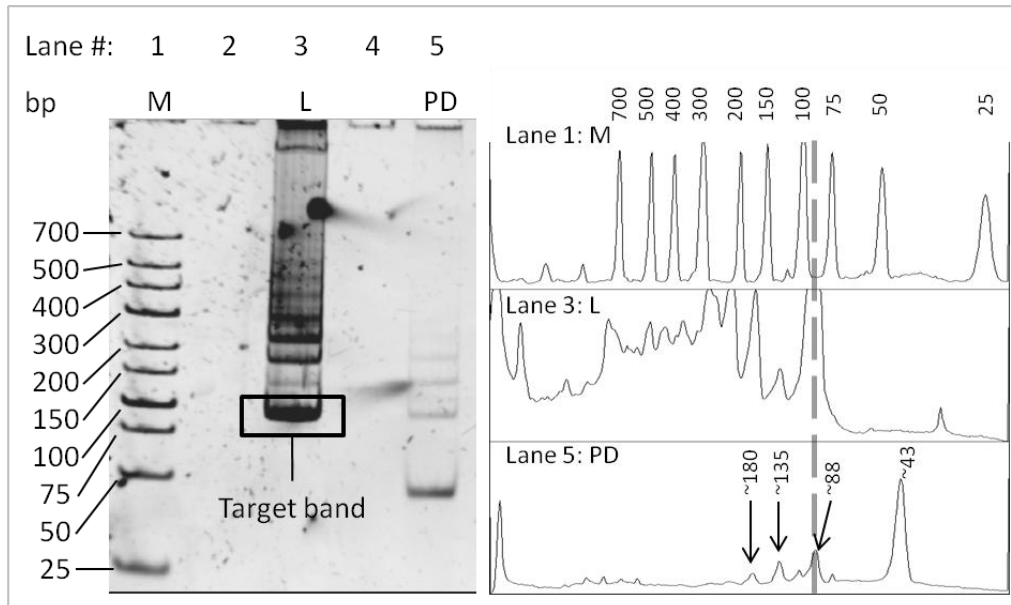 Lane #: 1 2 3 4 5
bp M L PD
700
500
400
300
200
150
100
75
50
25
Target band
700 500 400 300 200 150 100 75 50 25
Lane 1: M
Lane 3: L
Lane 5: PD
~180 ~135 ~88 ~43